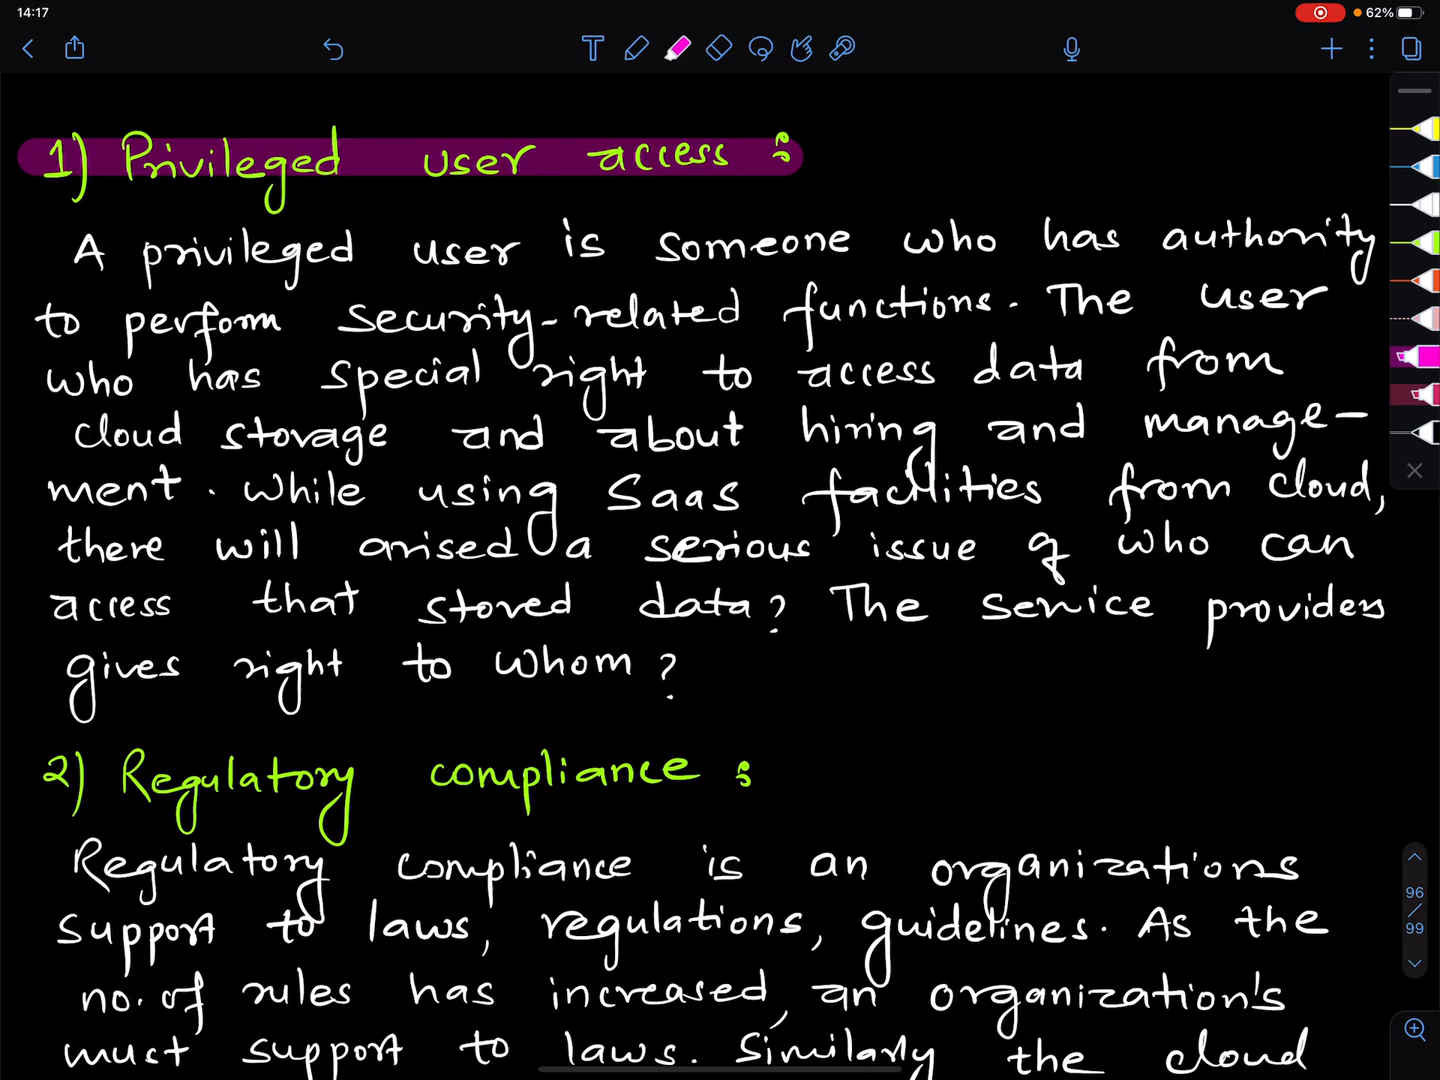 14:17
62%
1) Privileged user access :
A privileged user is someone who has authority
to perform security-related functions. The user
who has special right to access data from
cloud storage and about hiring and manage-
ment. While using SaaS facilities from cloud,
there will arised a serious issue of who can
access that stored data? The service providers
gives right to whom?
2) Regulatory compliance :
Regulatory compliance is an organizations
support to laws, regulations, guidelines. As the
no. of rules has increased, an organization's
must support to laws. Similarly the cloud
96
/
99